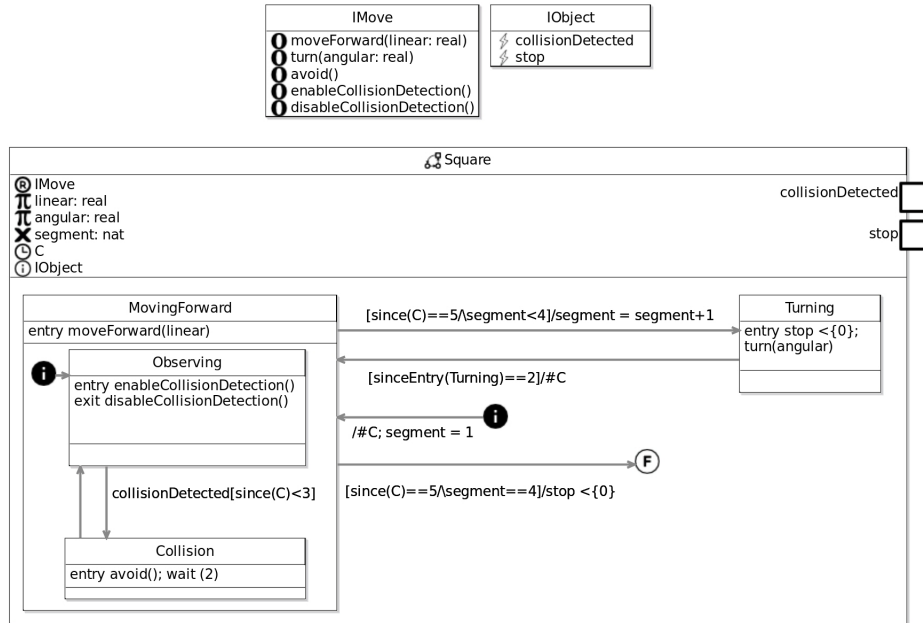 IMove
O moveForward(linear: real)
O turn(angular: real)
O avoid()
O enableCollisionDetection()
O disableCollisionDetection()
IObject
collisionDetected
stop
Square
R IMove
π linear: real
π angular: real
X segment: nat
C
i IObject
collisionDetected
stop
MovingForward
entry moveForward(linear)
i
Observing
entry enableCollisionDetection()
exit disableCollisionDetection()
collisionDetected[since(C)<3]
Collision
entry avoid(); wait (2)
[since(C)==5/\segment<4]/segment = segment+1
Turning
entry stop <{0};
turn(angular)
[sinceEntry(Turning)==2]/#C
i
/#C; segment = 1
F
[since(C)==5/\segment==4]/stop <{0}